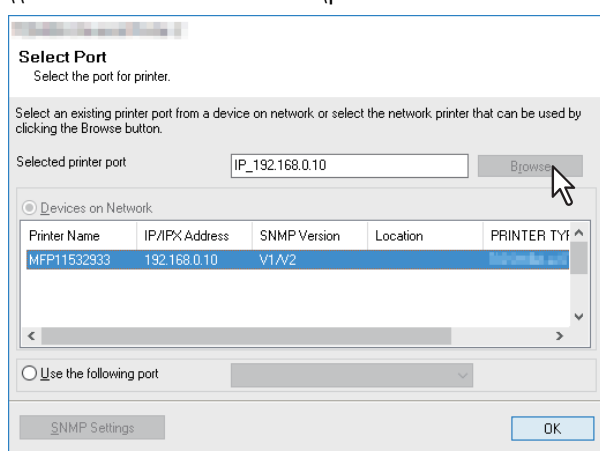 Select Port
Select the port for printer.
Select an existing printer port from a device on network or select the network printer that can be used by
clicking the Browse button.
Selected printer port IP_192.168.0.10 Browse
Devices on Network
Printer Name IP/IPX Address SNMP Version Location PRINTER TYP
MFP11532933 192.168.0.10 V1/V2
Use the following port
SNMP Settings OK